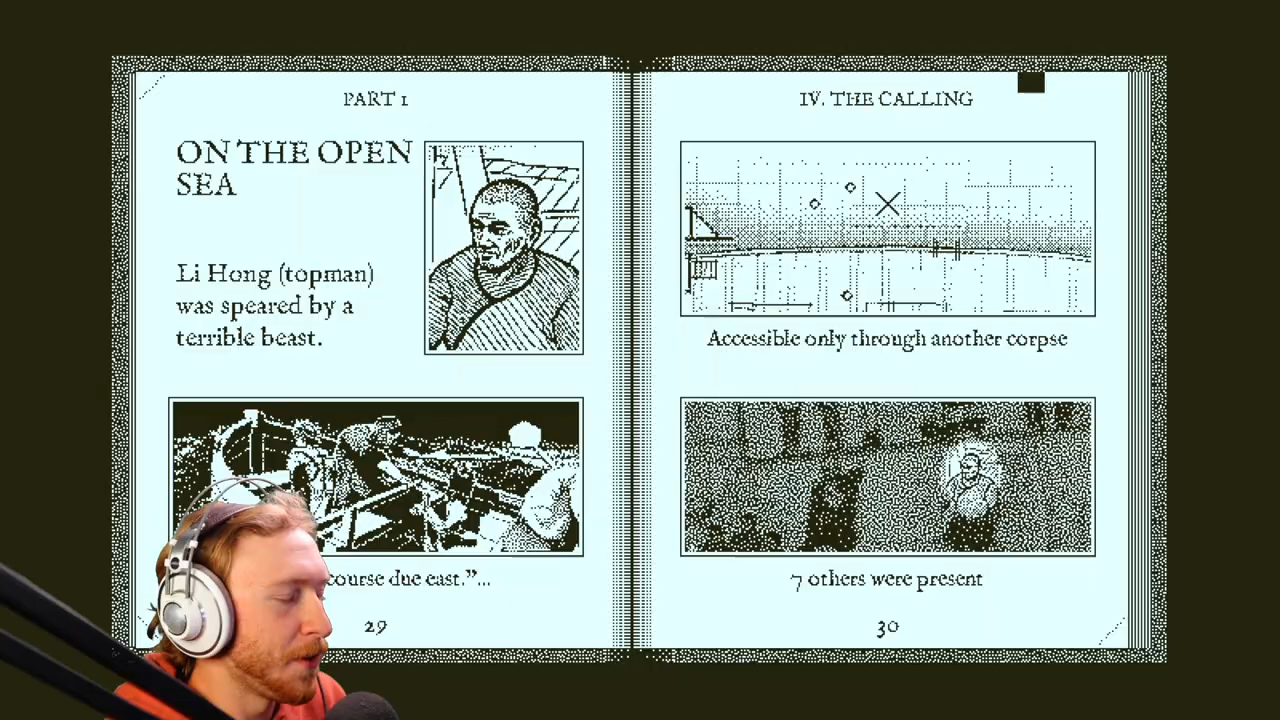 PART 1
ON THE OPEN
SEA
Li Hong (topman)
was speared by a
terrible beast.
course due east.”...
29
IV. THE CALLING
Accessible only through another corpse
7 others were present
30